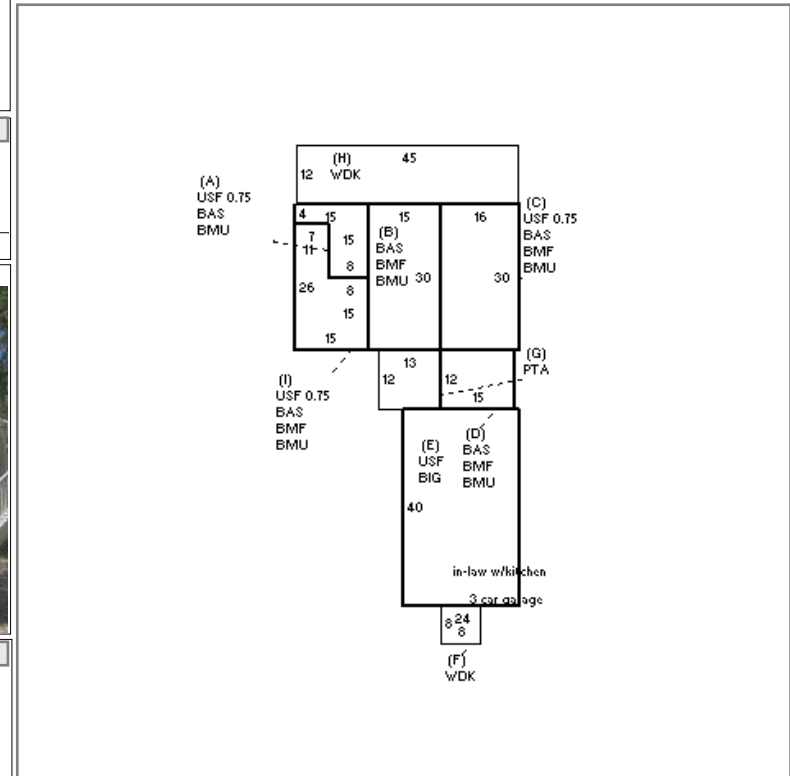 45
(H)
12 WDK
(A)
USF 0.75
BAS
BMU
4 15
7
11
15
8
26
8
15
15
15
(B)
BAS
BMF
BMU 30
16
30
(C)
USF 0.75
BAS
BMF
BMU
13
12
12
15
(G)
PTA
(I)
USF 0.75
BAS
BMF
BMU
(E)
USF
BIG
(D)
BAS
BMF
BMU
40
in-law w/kitchen
3 car garage
8 24
8
(F)
WDK